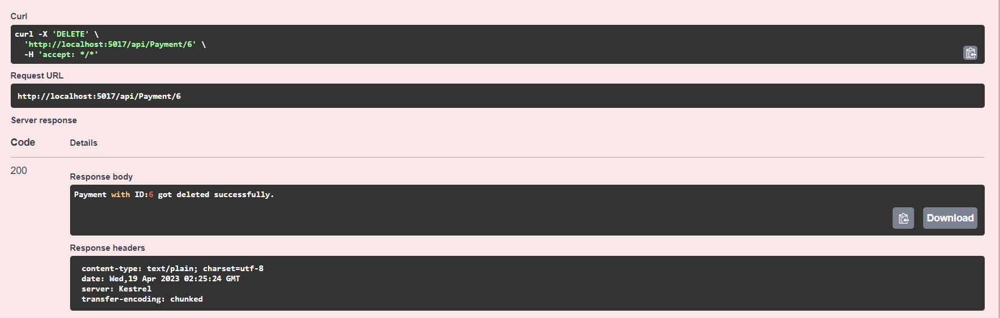 Curl
curl -X 'DELETE' \
'http://localhost:5017/api/Payment/6' \
-H 'accept: */*'
Request URL
http://localhost:5017/api/Payment/6
Server response
Code Details
200
Response body
Payment with ID:6 got deleted successfully.
Download
Response headers
content-type: text/plain; charset=utf-8
date: Wed,19 Apr 2023 02:25:24 GMT
server: Kestrel
transfer-encoding: chunked